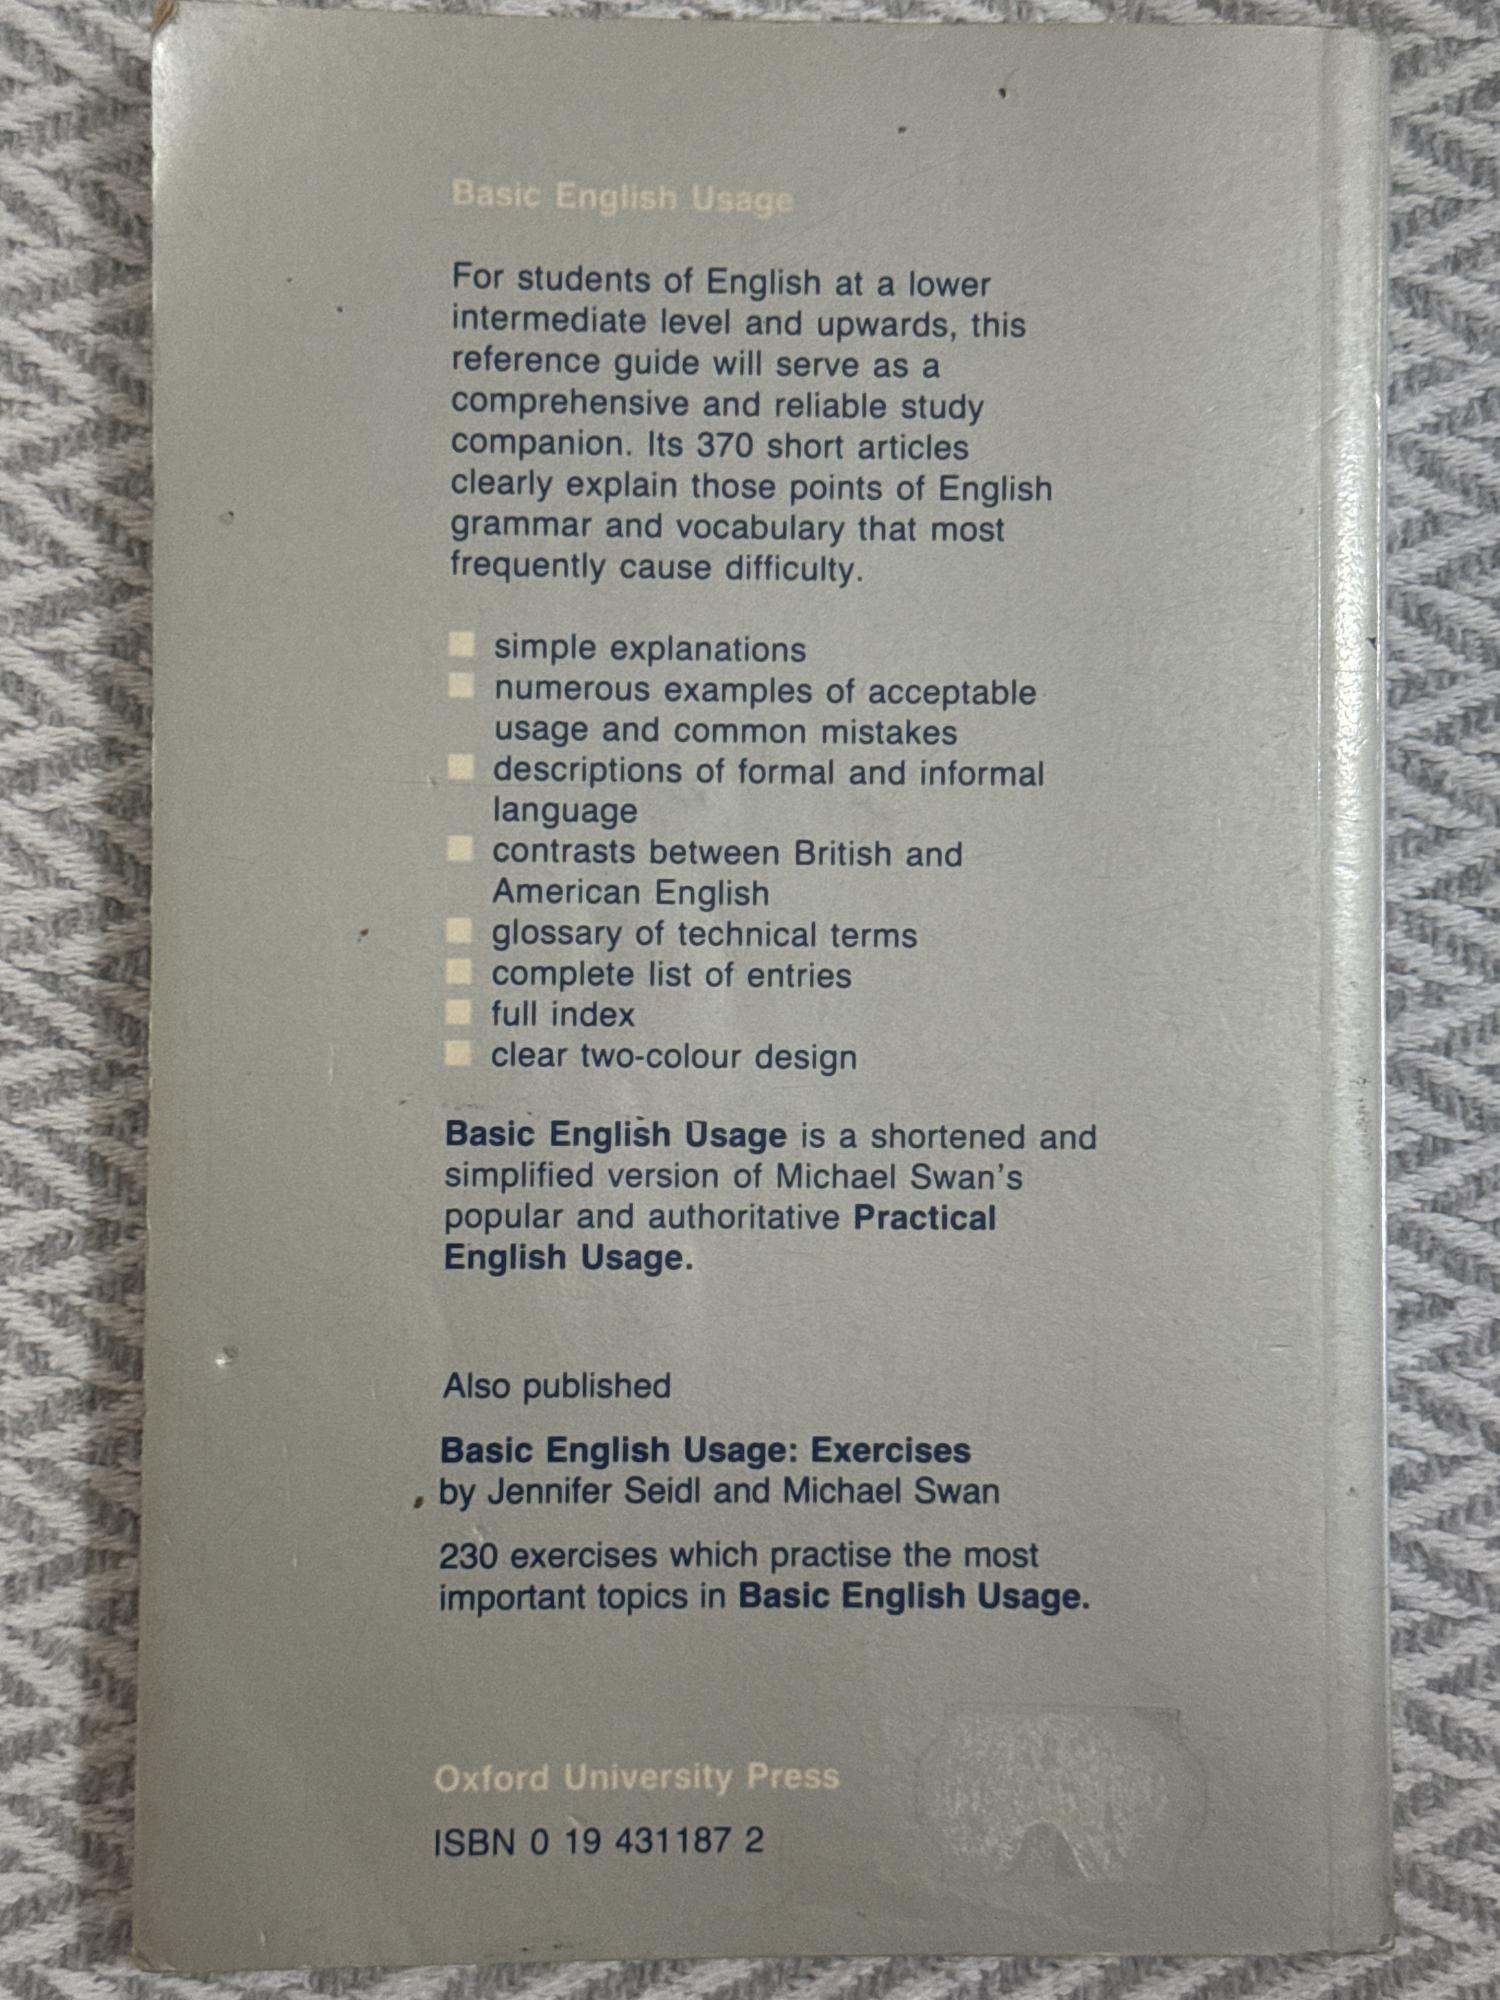 Basic English Usage
For students of English at a lower
intermediate level and upwards, this
reference guide will serve as a
comprehensive and reliable study
companion. Its 370 short articles
clearly explain those points of English
grammar and vocabulary that most
frequently cause difficulty.
simple explanations
numerous examples of acceptable
usage and common mistakes
descriptions of formal and informal
language
contrasts between British and
American English
glossary of technical terms
complete list of entries
full index
clear two-colour design
Basic English Usage is a shortened and
simplified version of Michael Swan's
popular and authoritative Practical
English Usage.
Also published
Basic English Usage: Exercises
by Jennifer Seidl and Michael Swan
230 exercises which practise the most
important topics in Basic English Usage.
Oxford University Press
ISBN 0 19 431187 2